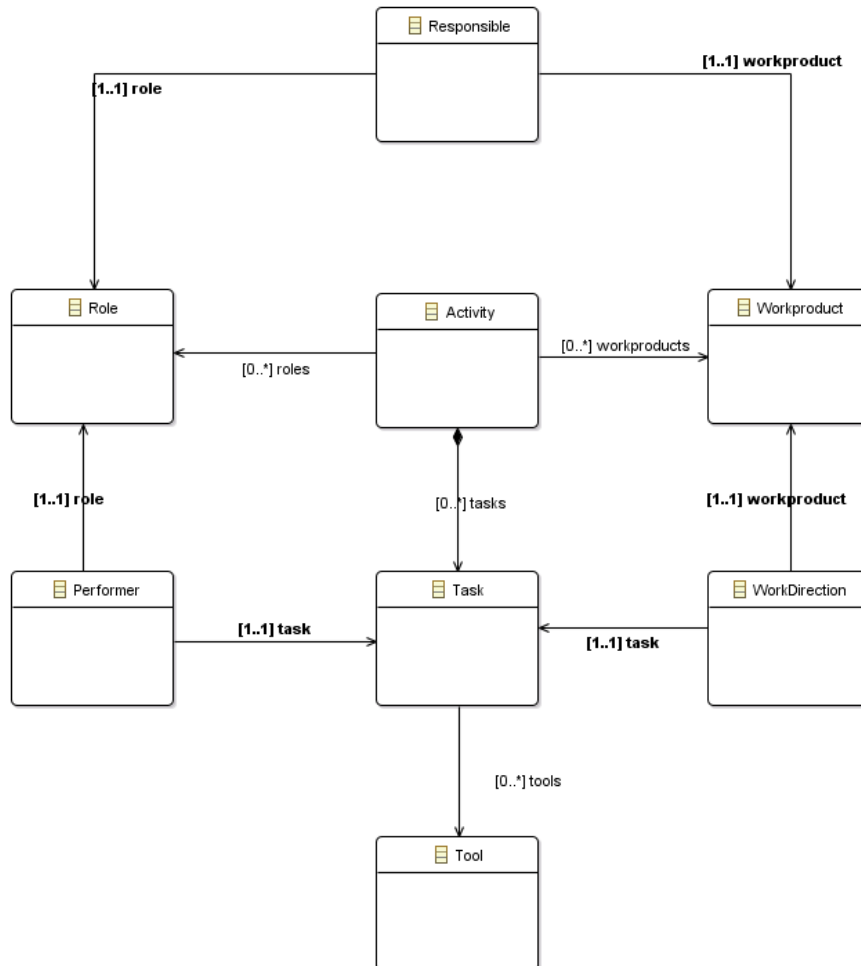 Responsible
[1..1] workproduct
[1..1] role
Role
Activity
Workproduct
[0..*] workproducts
[0..*] roles
[1..1] role
[0..*] tasks
[1..1] workproduct
Performer
Task
WorkDirection
[1..1] task
[1..1] task
[0..*] tools
Tool